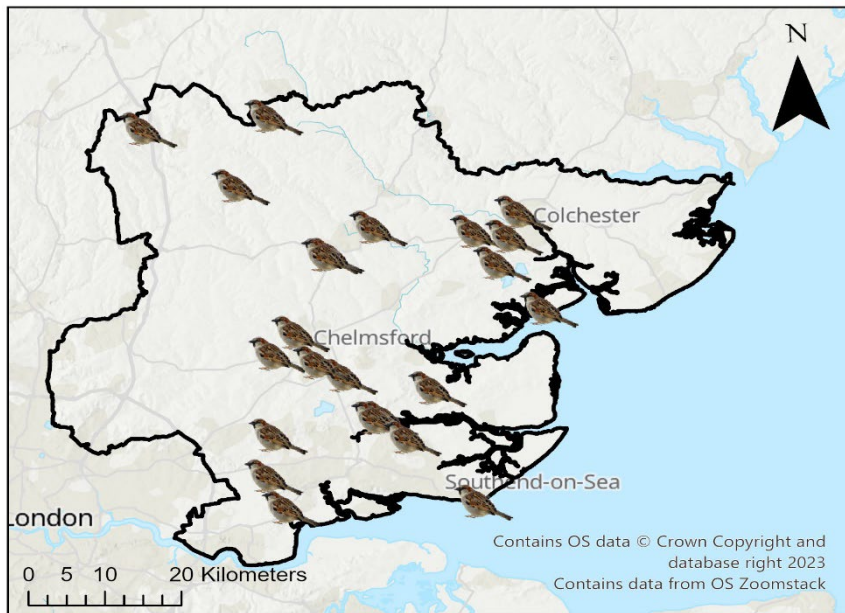 N
Colchester
Chelmsford
Southend-on-Sea
London
Contains OS data © Crown Copyright and
database right 2023
Contains data from OS Zoomstack
0 5 10 20 Kilometers